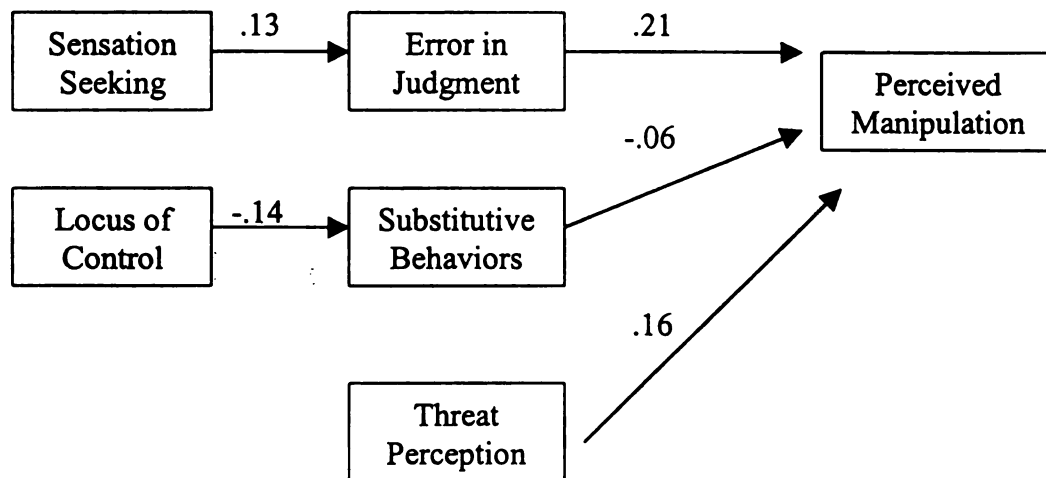 Sensation
Seeking
.13
Error in
Judgment
.21
Perceived
Manipulation
-.06
Locus of
Control
-.14
Substitutive
Behaviors
.16
Threat
Perception